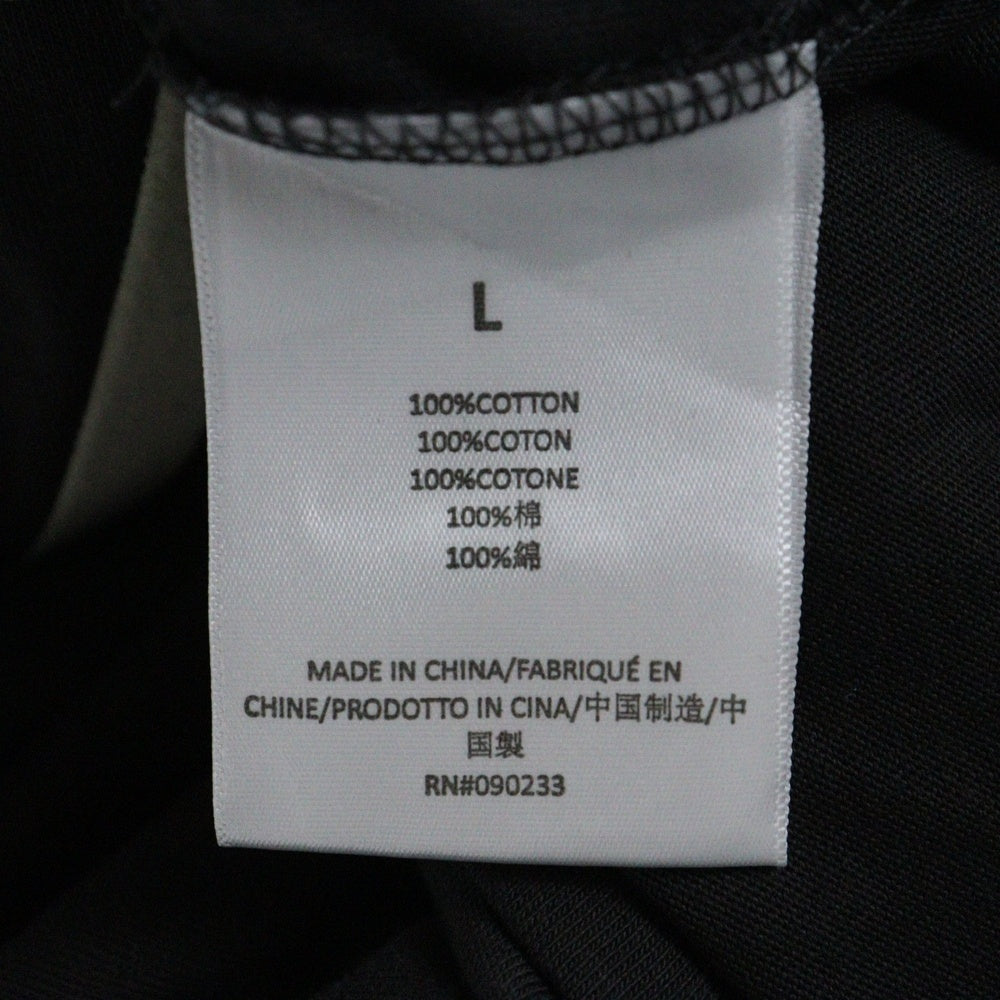 L
100%COTTON
100%COTON
100%COTONE
100%棉
100%綿
MADE IN CHINA/FABRIQUÉ EN
CHINE/PRODOTTO IN CINA/中国制造/中
国製
RN#090233